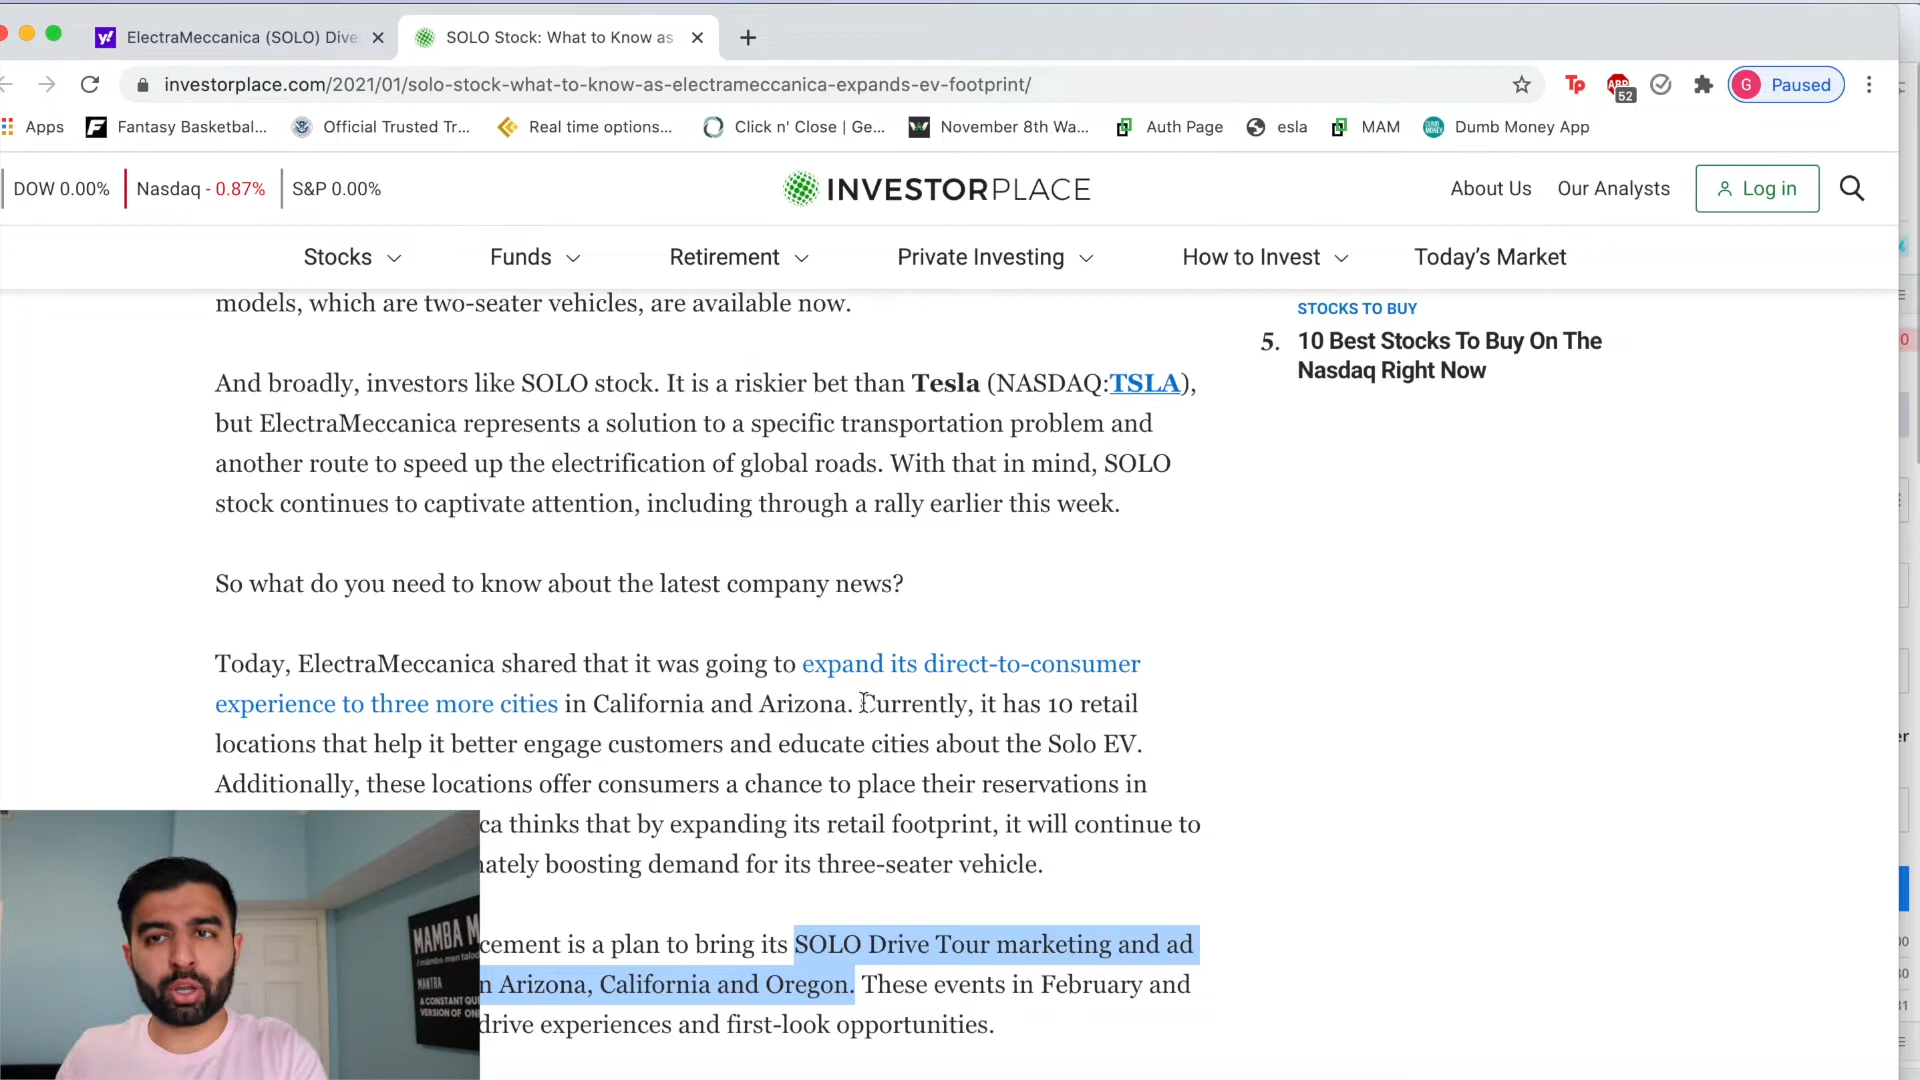 ElectraMeccanica (SOLO) Dive
SOLO Stock: What to Know as
investorplace.com/2021/01/solo-stock-what-to-know-as-electrameccanica-expands-ev-footprint/
Tp
ABP
52
G Paused
Apps
Fantasy Basketbal...
Official Trusted Tr...
Real time options...
Click n' Close | Ge...
November 8th Wa...
Auth Page
esla
MAM
Dumb Money App
DOW 0.00% Nasdaq - 0.87% S&P 0.00%
INVESTORPLACE
About Us Our Analysts Log in
Stocks Funds Retirement Private Investing How to Invest Today's Market
models, which are two-seater vehicles, are available now.
And broadly, investors like SOLO stock. It is a riskier bet than Tesla (NASDAQ:TSLA),
but ElectraMeccanica represents a solution to a specific transportation problem and
another route to speed up the electrification of global roads. With that in mind, SOLO
stock continues to captivate attention, including through a rally earlier this week.
So what do you need to know about the latest company news?
Today, ElectraMeccanica shared that it was going to expand its direct-to-consumer
experience to three more cities in California and Arizona. Currently, it has 10 retail
locations that help it better engage customers and educate cities about the Solo EV.
Additionally, these locations offer consumers a chance to place their reservations in
ca thinks that by expanding its retail footprint, it will continue to
nately boosting demand for its three-seater vehicle.
cement is a plan to bring its SOLO Drive Tour marketing and ad
n Arizona, California and Oregon. These events in February and
drive experiences and first-look opportunities.
STOCKS TO BUY
5. 10 Best Stocks To Buy On The
Nasdaq Right Now
MAMBA M
MANTRA
A CONSTANT QU
VERSION OF ON